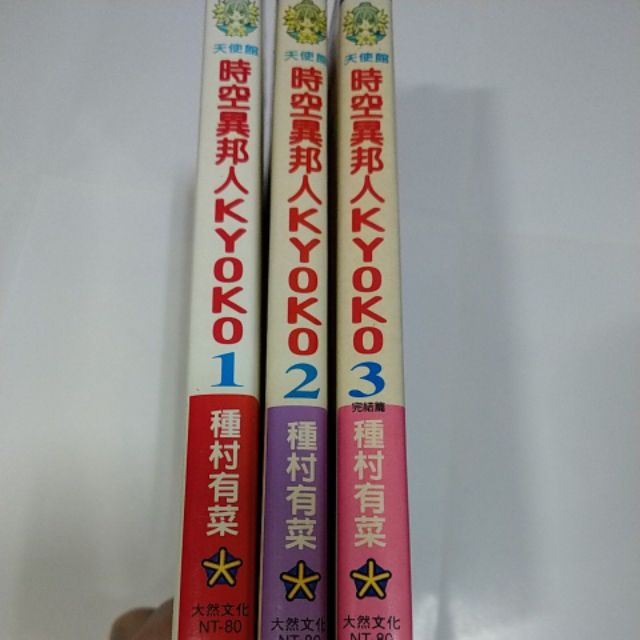 天使館
時空異邦人KYOKO
1
種村有菜
大然文化
NT-80
天使館
時空異邦人KYOKO
2
種村有菜
大然文化
NT-80
天使館
時空異邦人KYOKO
3
完結篇
種村有菜
大然文化
NT-80